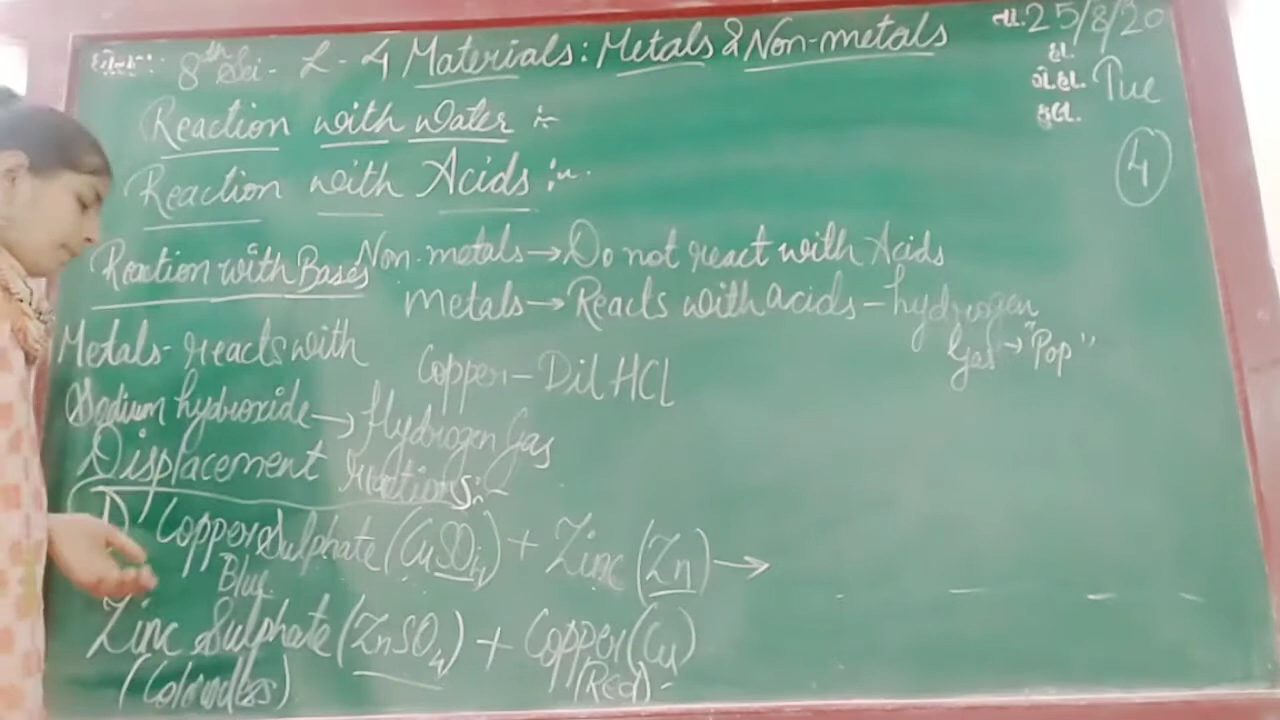 8th Sci - L - 4 Materials: Metals & Non-metals
તા. 25/8/20
હા.
Tue
Reaction with Water :-
4
Reaction with Acids :-
Non-metals → Do not react with Acids
Reaction with Bases
Metals → Reacts with acids - hydrogen
gas → "Pop"
Metals - reacts with
Copper - Dil HCL
Sodium hydroxide → Hydrogen Gas
Displacement reactions :-
1) Copper Sulphate (CuSO4) + Zinc (Zn) →
Blue
Zinc Sulphate (ZnSO4) + Copper (Cu)
(Colourless) (Red)